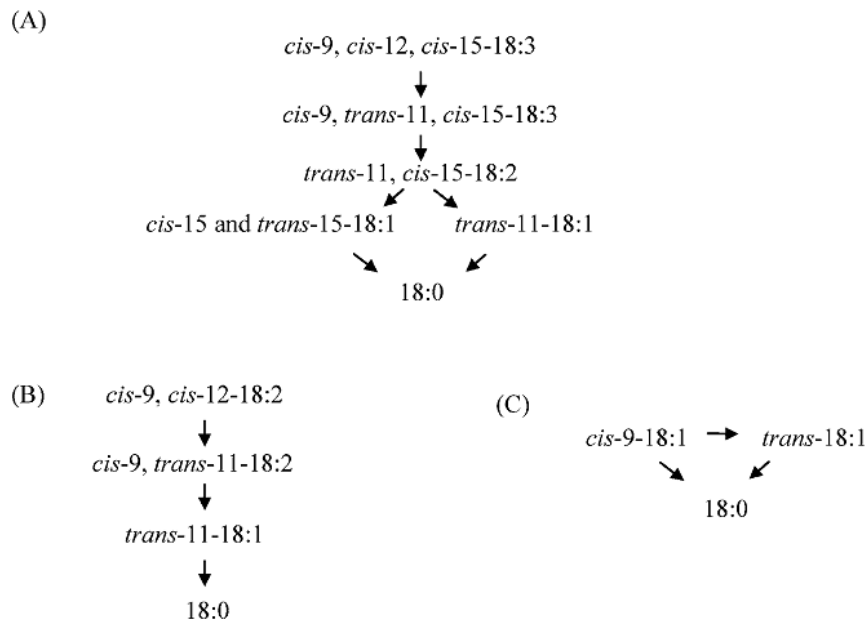 (A)
cis-9, cis-12, cis-15-18:3
cis-9, trans-11, cis-15-18:3
trans-11, cis-15-18:2
cis-15 and trans-15-18:1
trans-11-18:1
18:0
(B)
cis-9, cis-12-18:2
cis-9, trans-11-18:2
trans-11-18:1
18:0
(C)
cis-9-18:1
trans-18:1
18:0